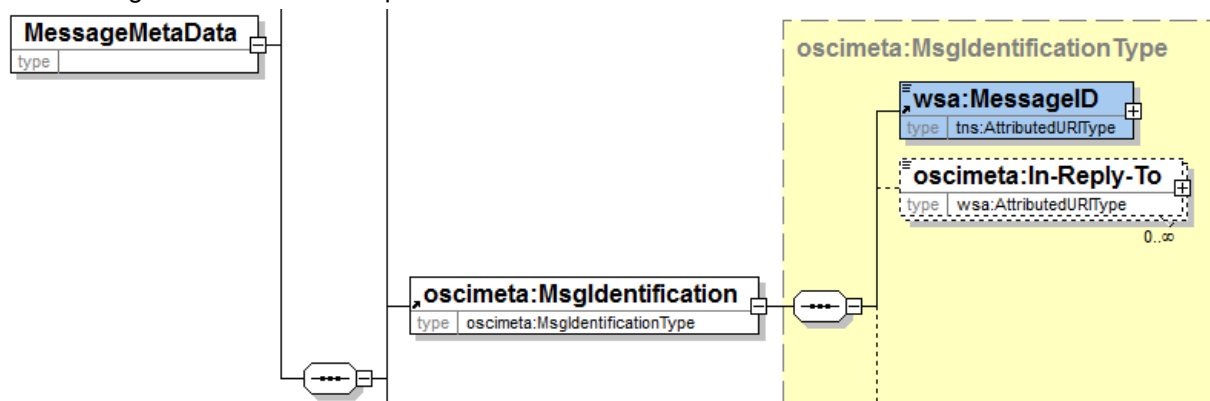 MessageMetaData
type
oscimeta:MsgIdentificationType
wsa:MessageID
type tns:AttributedURIType
oscimeta:In-Reply-To
type wsa:AttributedURIType
0..∞
oscimeta:MsgIdentification
type oscimeta:MsgIdentificationType